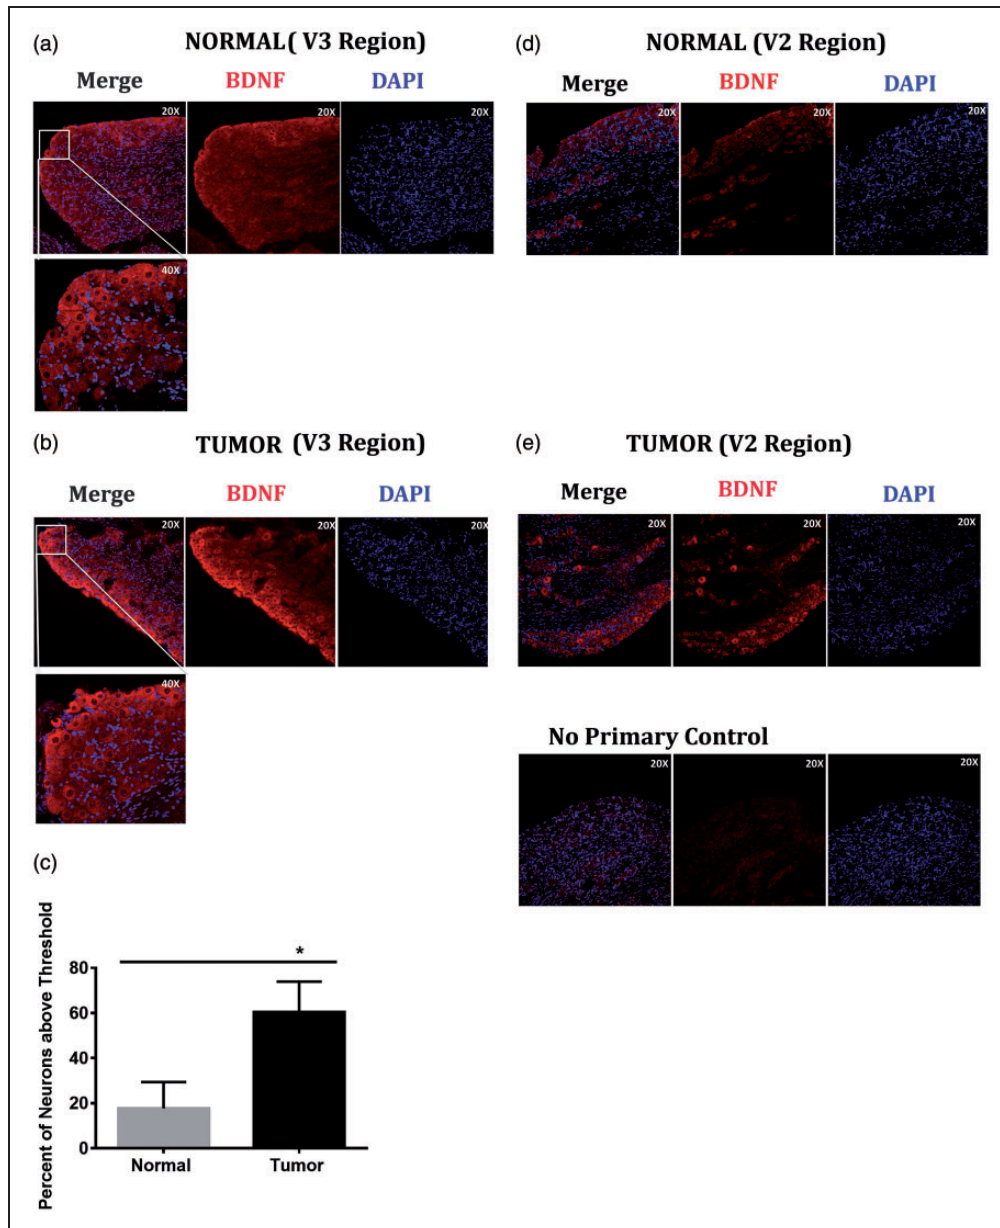 (a)
NORMAL( V3 Region)
Merge BDNF DAPI
20X 20X 20X
40X
(b)
TUMOR (V3 Region)
Merge BDNF DAPI
20X 20X 20X
40X
(c)
Percent of Neurons above Threshold
*
80
60
40
20
0
Normal Tumor
(d)
NORMAL (V2 Region)
Merge BDNF DAPI
20X 20X 20X
(e)
TUMOR (V2 Region)
Merge BDNF DAPI
20X 20X 20X
No Primary Control
20X 20X 20X